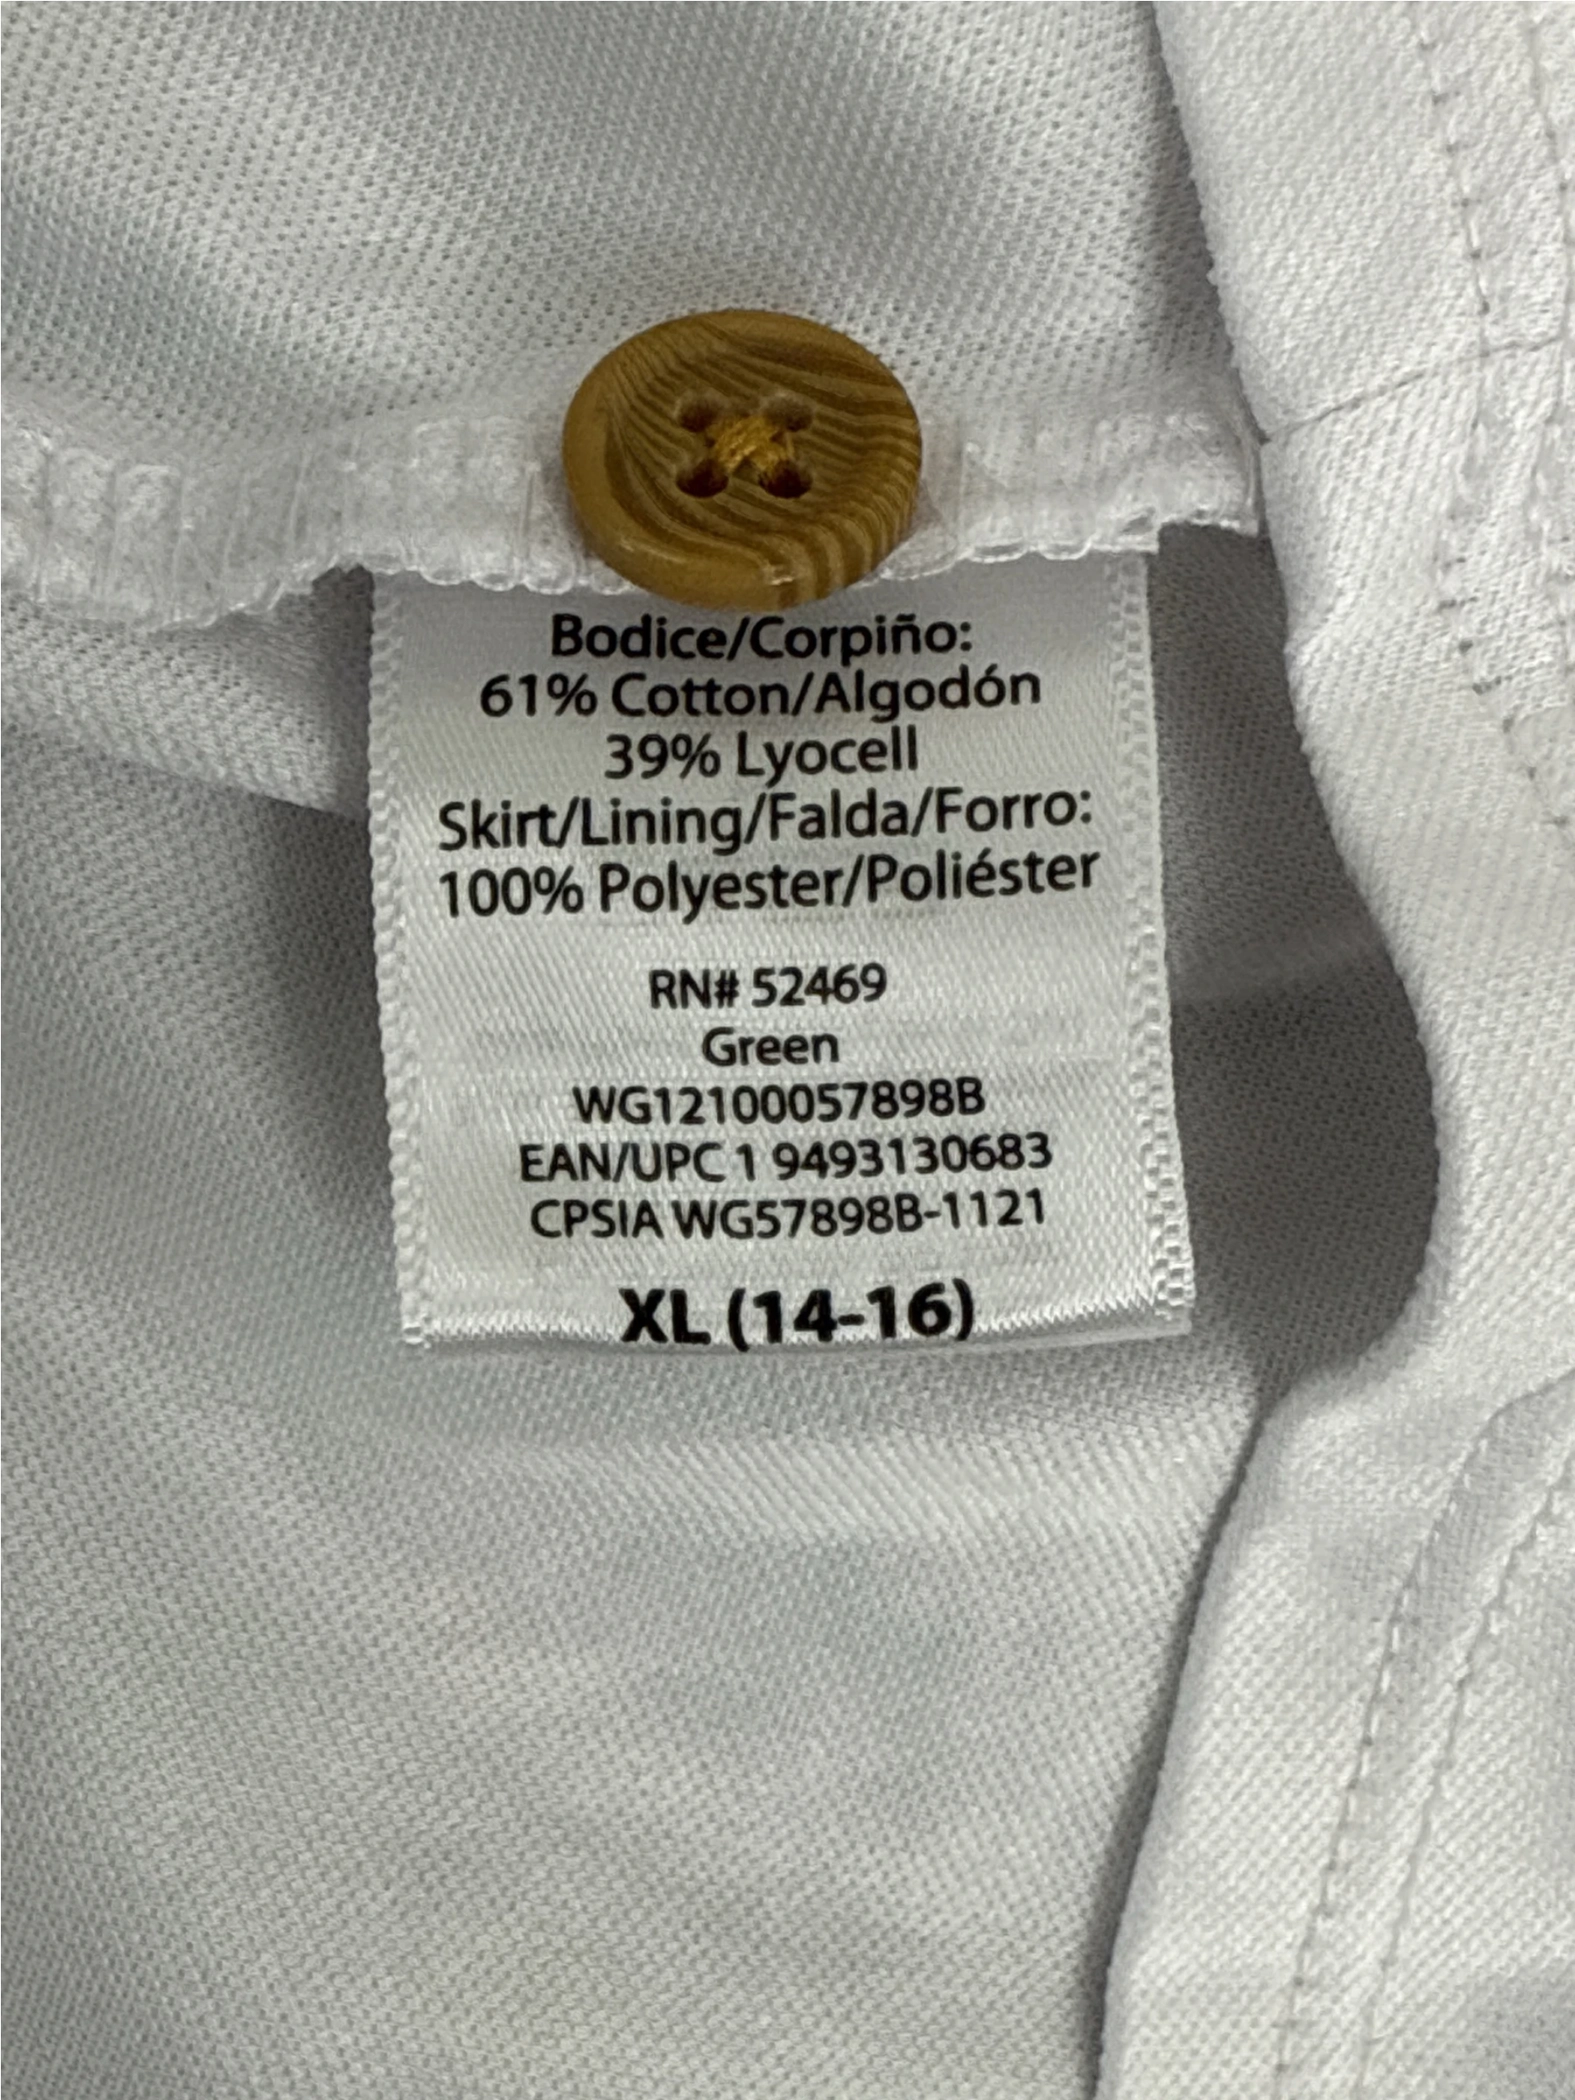 Bodice/Corpiño:
61% Cotton/Algodón
39% Lyocell
Skirt/Lining/Falda/Forro:
100% Polyester/Poliéster
RN# 52469
Green
WG12100057898B
EAN/UPC 1 9493130683
CPSIA WG57898B-1121
XL (14-16)